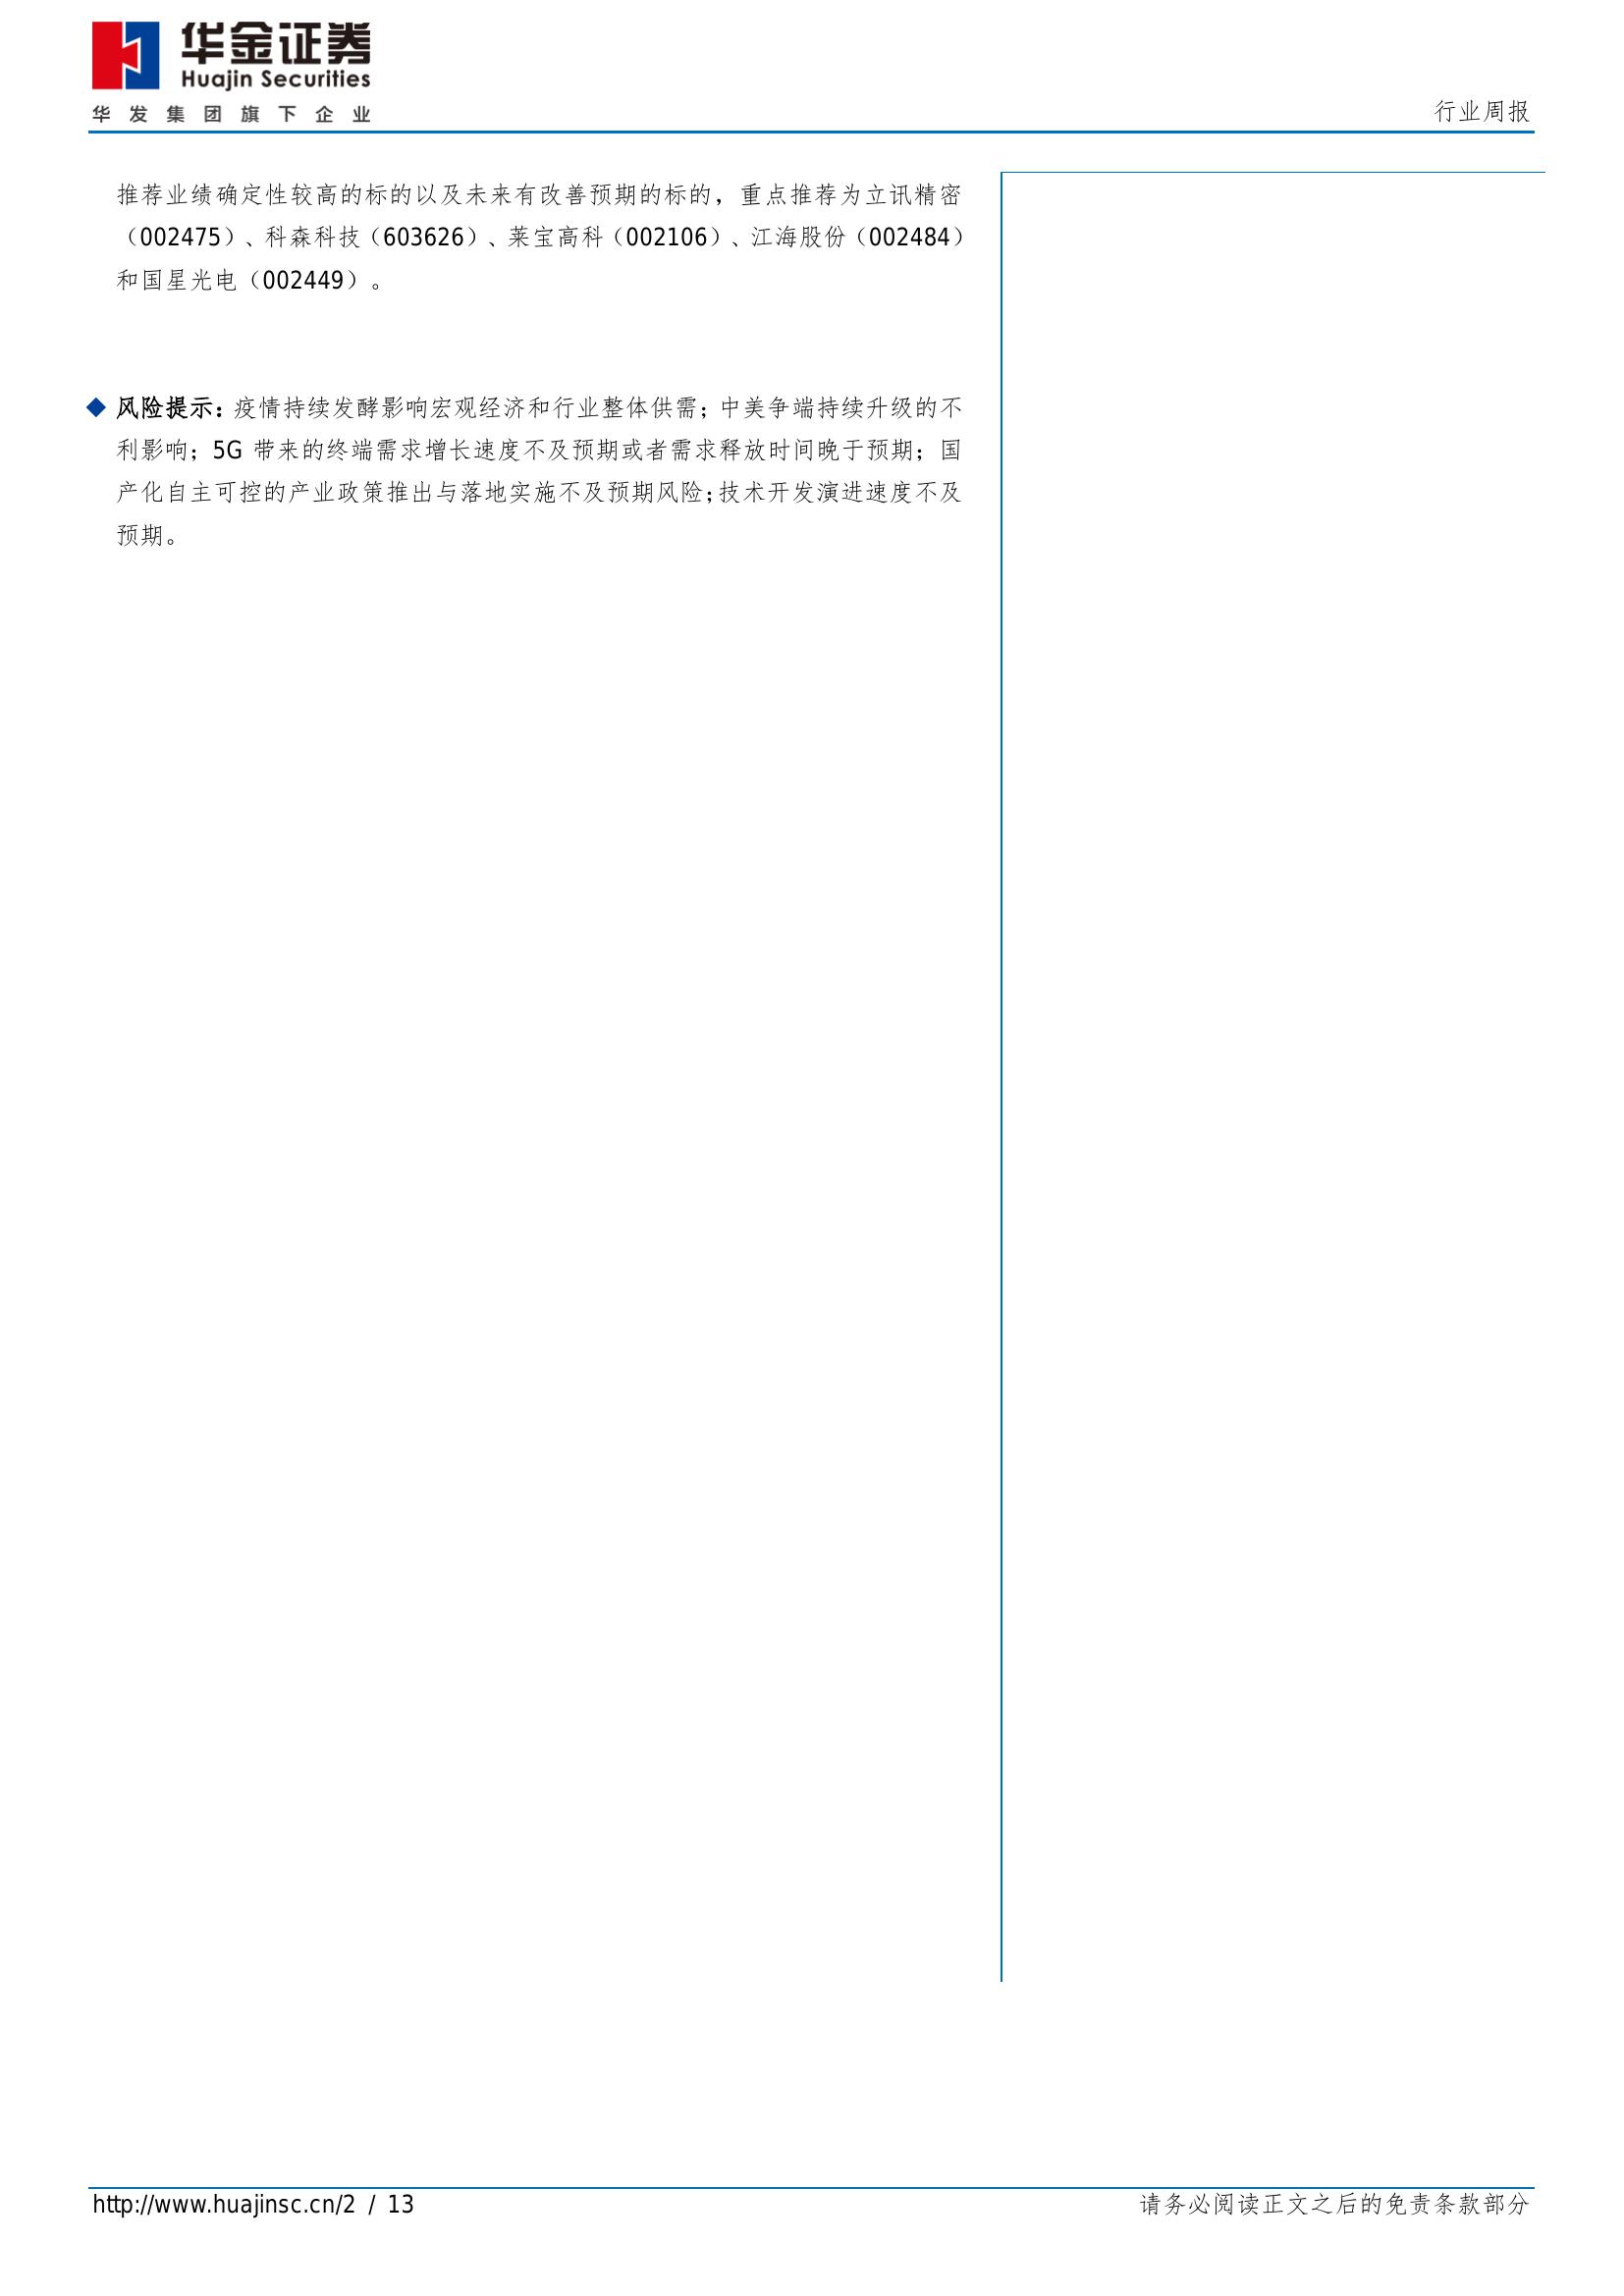 华金证券
Huajin Securities
华发集团旗下企业
行业周报
推荐业绩确定性较高的标的以及未来有改善预期的标的，重点推荐为立讯精密
（002475）、科森科技（603626）、莱宝高科（002106）、江海股份（002484）
和国星光电（002449）。
◆ 风险提示：疫情持续发酵影响宏观经济和行业整体供需；中美争端持续升级的不
利影响；5G 带来的终端需求增长速度不及预期或者需求释放时间晚于预期；国
产化自主可控的产业政策推出与落地实施不及预期风险；技术开发演进速度不及
预期。
http://www.huajinsc.cn/2 / 13
请务必阅读正文之后的免责条款部分